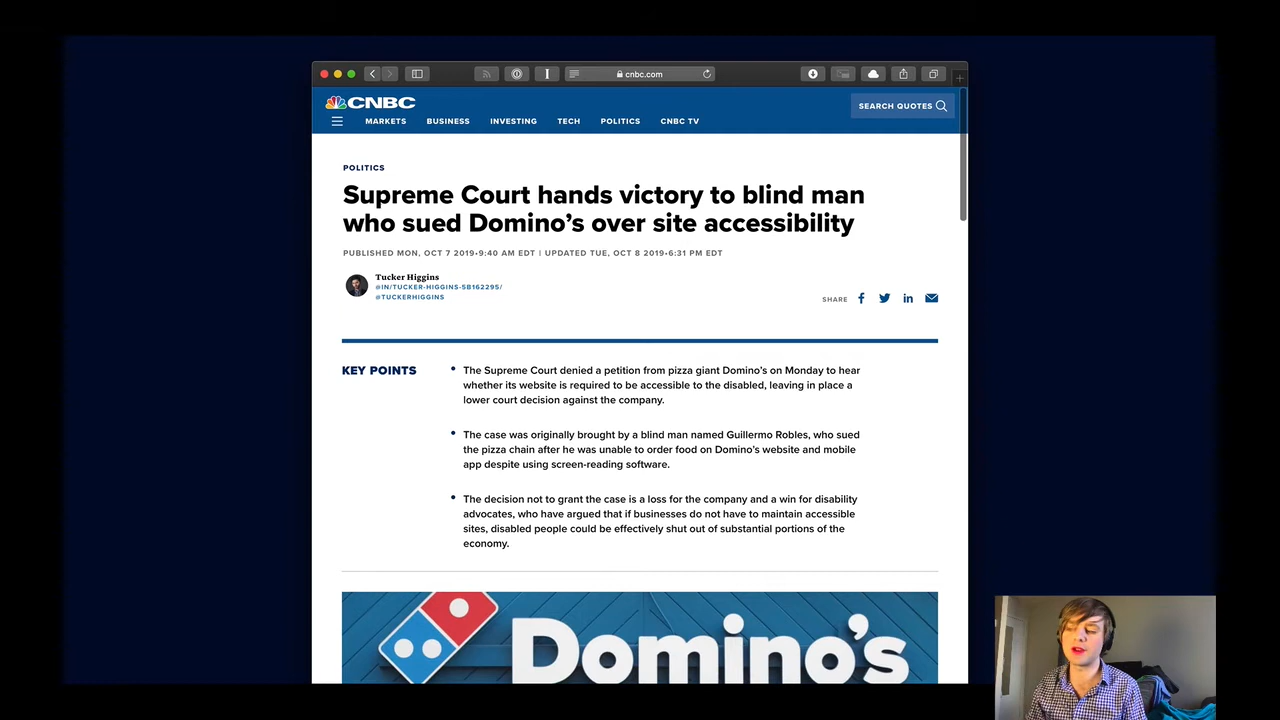 cnbc.com
CNBC
SEARCH QUOTES
MARKETS BUSINESS INVESTING TECH POLITICS CNBC TV
POLITICS
Supreme Court hands victory to blind man
who sued Domino’s over site accessibility
PUBLISHED MON, OCT 7 2019•9:40 AM EDT | UPDATED TUE, OCT 8 2019•6:31 PM EDT
Tucker Higgins
@IN/TUCKER-HIGGINS-5B162295/
@TUCKERHIGGINS
SHARE
KEY POINTS
• The Supreme Court denied a petition from pizza giant Domino’s on Monday to hear
whether its website is required to be accessible to the disabled, leaving in place a
lower court decision against the company.
• The case was originally brought by a blind man named Guillermo Robles, who sued
the pizza chain after he was unable to order food on Domino’s website and mobile
app despite using screen-reading software.
• The decision not to grant the case is a loss for the company and a win for disability
advocates, who have argued that if businesses do not have to maintain accessible
sites, disabled people could be effectively shut out of substantial portions of the
economy.
Domino’s